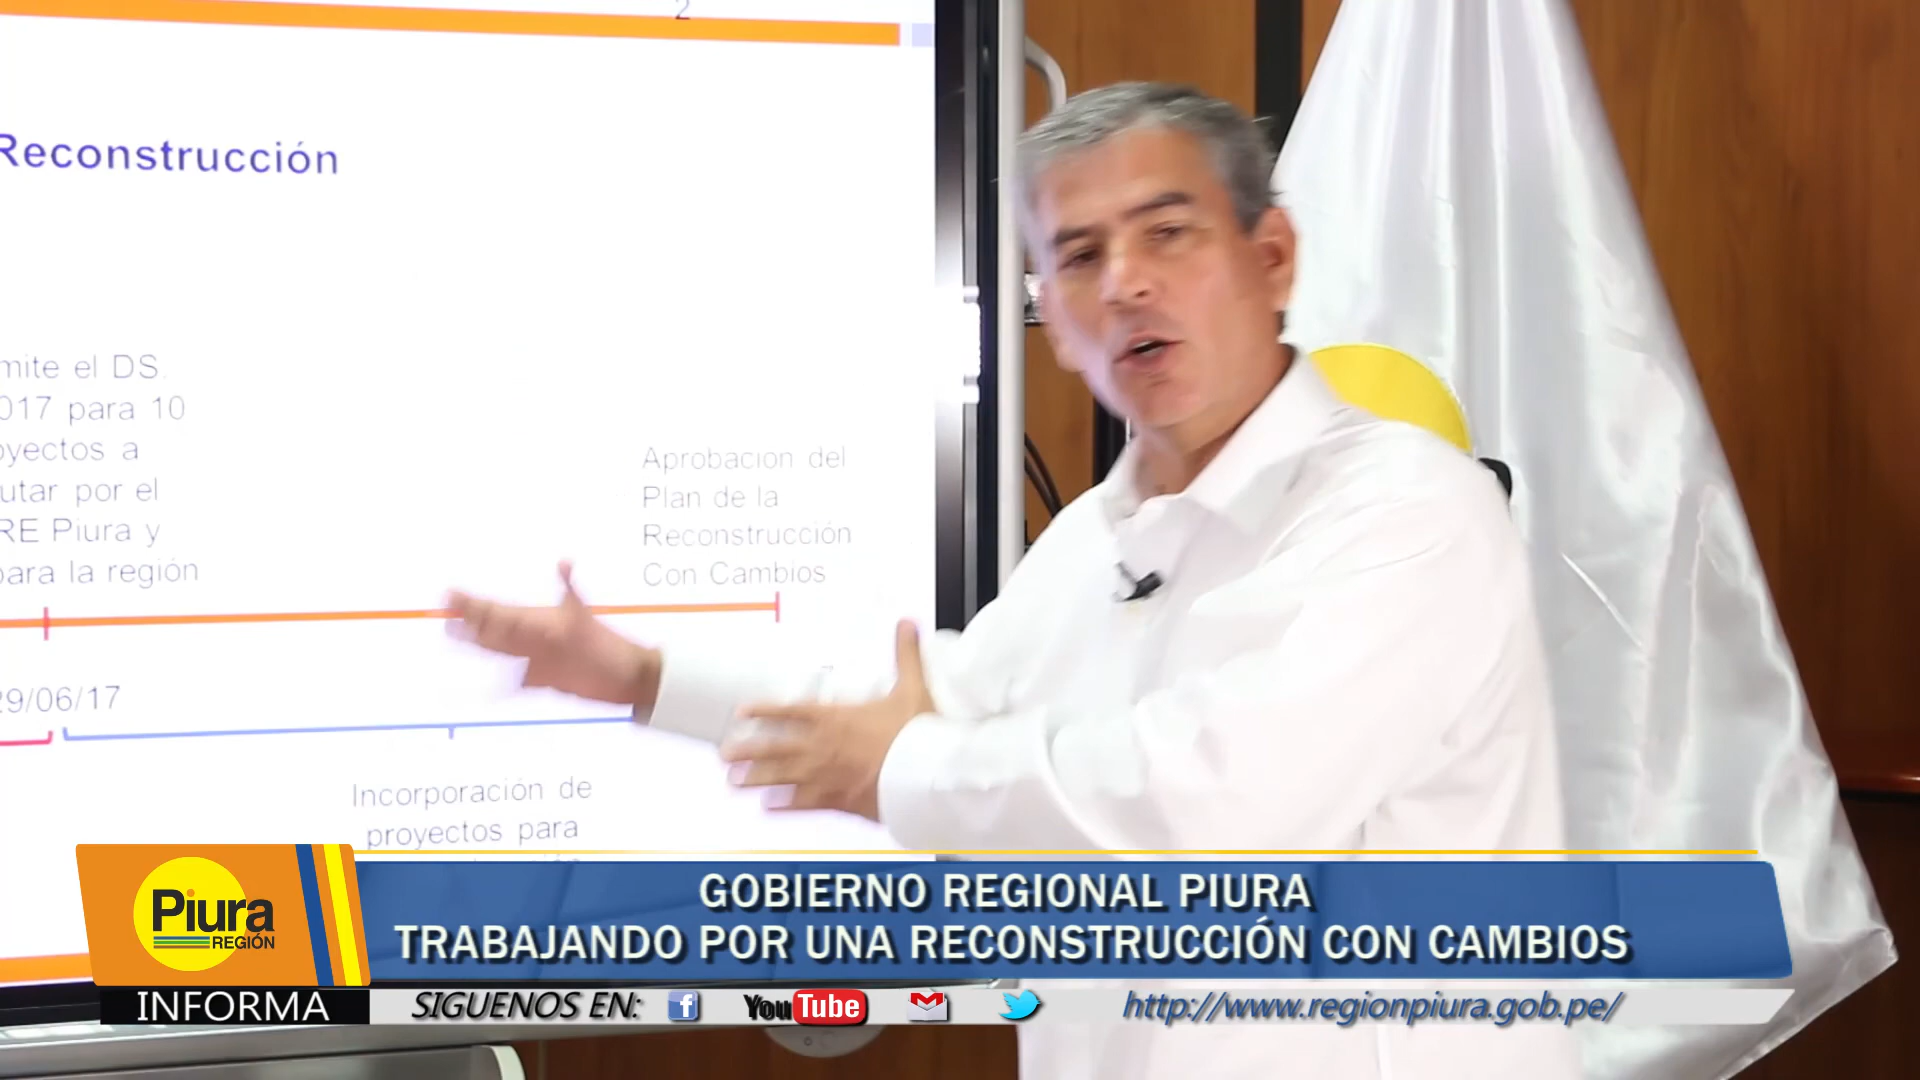 2
Reconstrucción
mite el DS.
017 para 10
oyectos a
utar por el
RE Piura y
para la región
Aprobación del
Plan de la
Reconstrucción
Con Cambios
29/06/17
Incorporación de
proyectos para
Piura
REGIÓN
GOBIERNO REGIONAL PIURA
TRABAJANDO POR UNA RECONSTRUCCIÓN CON CAMBIOS
INFORMA
SIGUENOS EN:
f
YouTube
http://www.regionpiura.gob.pe/